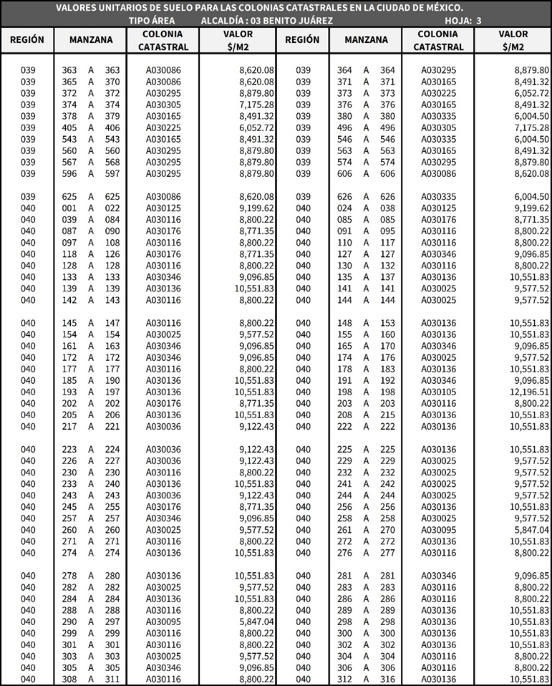 VALORES UNITARIOS DE SUELO PARA LAS COLONIAS CATASTRALES EN LA CIUDAD DE MÉXICO.
TIPO ÁREA ALCALDÍA : 03 BENITO JUÁREZ HOJA: 3
REGIÓN MANZANA COLONIA CATASTRAL VALOR $/M2 REGIÓN MANZANA COLONIA CATASTRAL VALOR $/M2
039 363 A 363 A030086 8,620.08 039 364 A 364 A030295 8,879.80
039 365 A 370 A030086 8,620.08 039 371 A 371 A030165 8,491.32
039 372 A 372 A030295 8,879.80 039 373 A 373 A030225 6,052.72
039 374 A 374 A030305 7,175.28 039 376 A 376 A030165 8,491.32
039 378 A 379 A030165 8,491.32 039 380 A 380 A030335 6,004.50
039 405 A 406 A030225 6,052.72 039 496 A 496 A030305 7,175.28
039 543 A 543 A030165 8,491.32 039 546 A 546 A030335 6,004.50
039 560 A 560 A030295 8,879.80 039 563 A 563 A030165 8,491.32
039 567 A 568 A030295 8,879.80 039 574 A 574 A030295 8,879.80
039 596 A 597 A030295 8,879.80 039 606 A 606 A030086 8,620.08
039 625 A 625 A030086 8,620.08 039 626 A 626 A030335 6,004.50
040 001 A 022 A030125 9,199.62 040 024 A 038 A030125 9,199.62
040 039 A 084 A030116 8,800.22 040 085 A 085 A030176 8,771.35
040 087 A 090 A030176 8,771.35 040 091 A 095 A030116 8,800.22
040 097 A 108 A030116 8,800.22 040 110 A 117 A030116 8,800.22
040 118 A 126 A030176 8,771.35 040 127 A 127 A030346 9,096.85
040 128 A 128 A030116 8,800.22 040 130 A 132 A030116 8,800.22
040 133 A 133 A030346 9,096.85 040 135 A 137 A030136 10,551.83
040 139 A 139 A030136 10,551.83 040 141 A 141 A030025 9,577.52
040 142 A 143 A030116 8,800.22 040 144 A 144 A030025 9,577.52
040 145 A 147 A030116 8,800.22 040 148 A 153 A030136 10,551.83
040 154 A 154 A030025 9,577.52 040 155 A 160 A030136 10,551.83
040 161 A 163 A030346 9,096.85 040 165 A 170 A030346 9,096.85
040 172 A 172 A030346 9,096.85 040 174 A 176 A030025 9,577.52
040 177 A 177 A030116 8,800.22 040 178 A 183 A030136 10,551.83
040 185 A 190 A030136 10,551.83 040 191 A 192 A030346 9,096.85
040 193 A 197 A030136 10,551.83 040 198 A 198 A030105 12,196.51
040 202 A 202 A030176 8,771.35 040 203 A 203 A030116 8,800.22
040 205 A 206 A030136 10,551.83 040 208 A 215 A030136 10,551.83
040 217 A 221 A030036 9,122.43 040 222 A 222 A030136 10,551.83
040 223 A 224 A030036 9,122.43 040 225 A 225 A030136 10,551.83
040 226 A 227 A030036 9,122.43 040 229 A 229 A030025 9,577.52
040 230 A 230 A030116 8,800.22 040 232 A 232 A030025 9,577.52
040 233 A 240 A030136 10,551.83 040 241 A 242 A030025 9,577.52
040 243 A 243 A030036 9,122.43 040 244 A 244 A030025 9,577.52
040 245 A 255 A030176 8,771.35 040 256 A 256 A030136 10,551.83
040 257 A 257 A030346 9,096.85 040 258 A 258 A030025 9,577.52
040 260 A 260 A030025 9,577.52 040 261 A 270 A030095 5,847.04
040 271 A 271 A030116 8,800.22 040 272 A 272 A030136 10,551.83
040 274 A 274 A030136 10,551.83 040 276 A 277 A030116 8,800.22
040 278 A 280 A030136 10,551.83 040 281 A 281 A030346 9,096.85
040 282 A 282 A030025 9,577.52 040 283 A 283 A030116 8,800.22
040 284 A 284 A030136 10,551.83 040 286 A 286 A030116 8,800.22
040 288 A 288 A030116 8,800.22 040 289 A 289 A030136 10,551.83
040 290 A 297 A030095 5,847.04 040 298 A 298 A030136 10,551.83
040 299 A 299 A030116 8,800.22 040 300 A 300 A030136 10,551.83
040 301 A 301 A030116 8,800.22 040 302 A 302 A030136 10,551.83
040 303 A 303 A030025 9,577.52 040 304 A 304 A030116 8,800.22
040 305 A 305 A030346 9,096.85 040 306 A 306 A030116 8,800.22
040 308 A 311 A030116 8,800.22 040 312 A 316 A030136 10,551.83